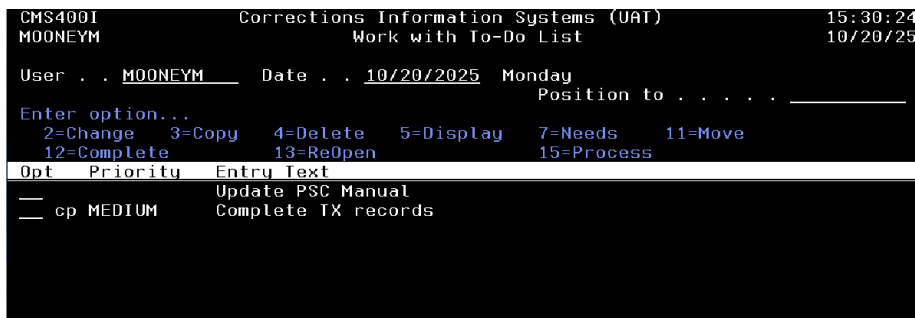 CMS400I Corrections Information Systems (UAT) 15:30:24
MOONEYM Work with To-Do List 10/20/25
User . . MOONEYM Date . . 10/20/2025 Monday
Position to . . . . .
Enter option...
2=Change 3=Copy 4=Delete 5=Display 7=Needs 11=Move
12=Complete 13=ReOpen 15=Process
Opt Priority Entry Text
Update PSC Manual
cp MEDIUM Complete TX records